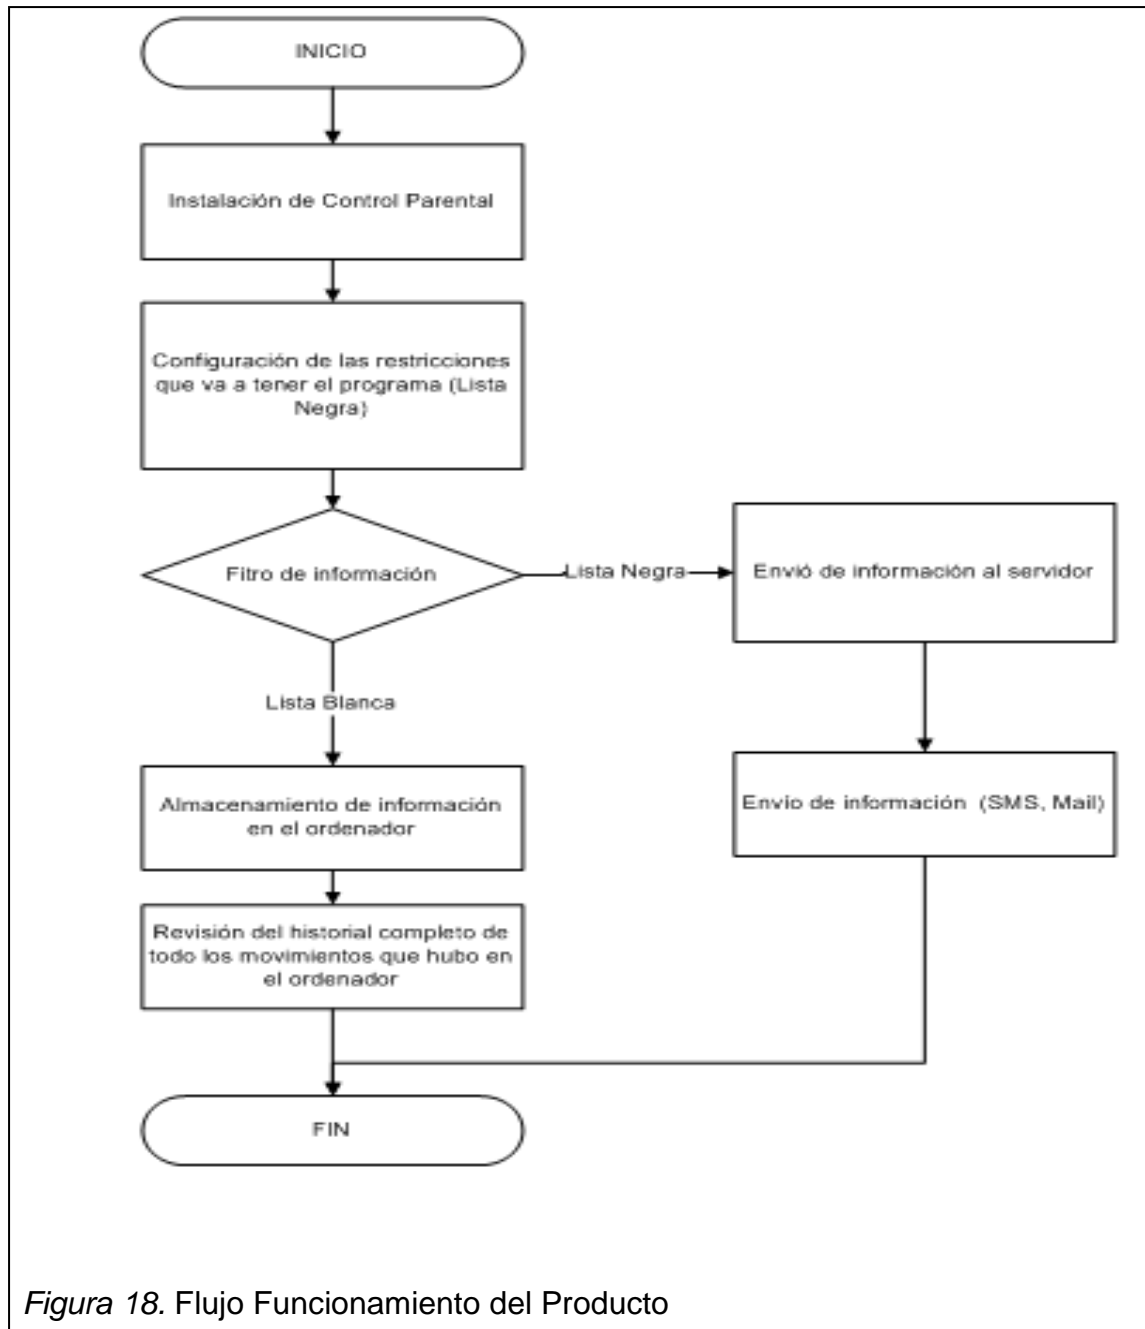 INICIO
Instalación de Control Parental
Configuración de las restricciones
que va a tener el programa (Lista
Negra)
Fitro de información
Lista Negra
Envió de información al servidor
Lista Blanca
Envío de información (SMS, Mail)
Almacenamiento de información
en el ordenador
Revisión del historial completo de
todo los movimientos que hubo en
el ordenador
FIN
Figura 18. Flujo Funcionamiento del Producto